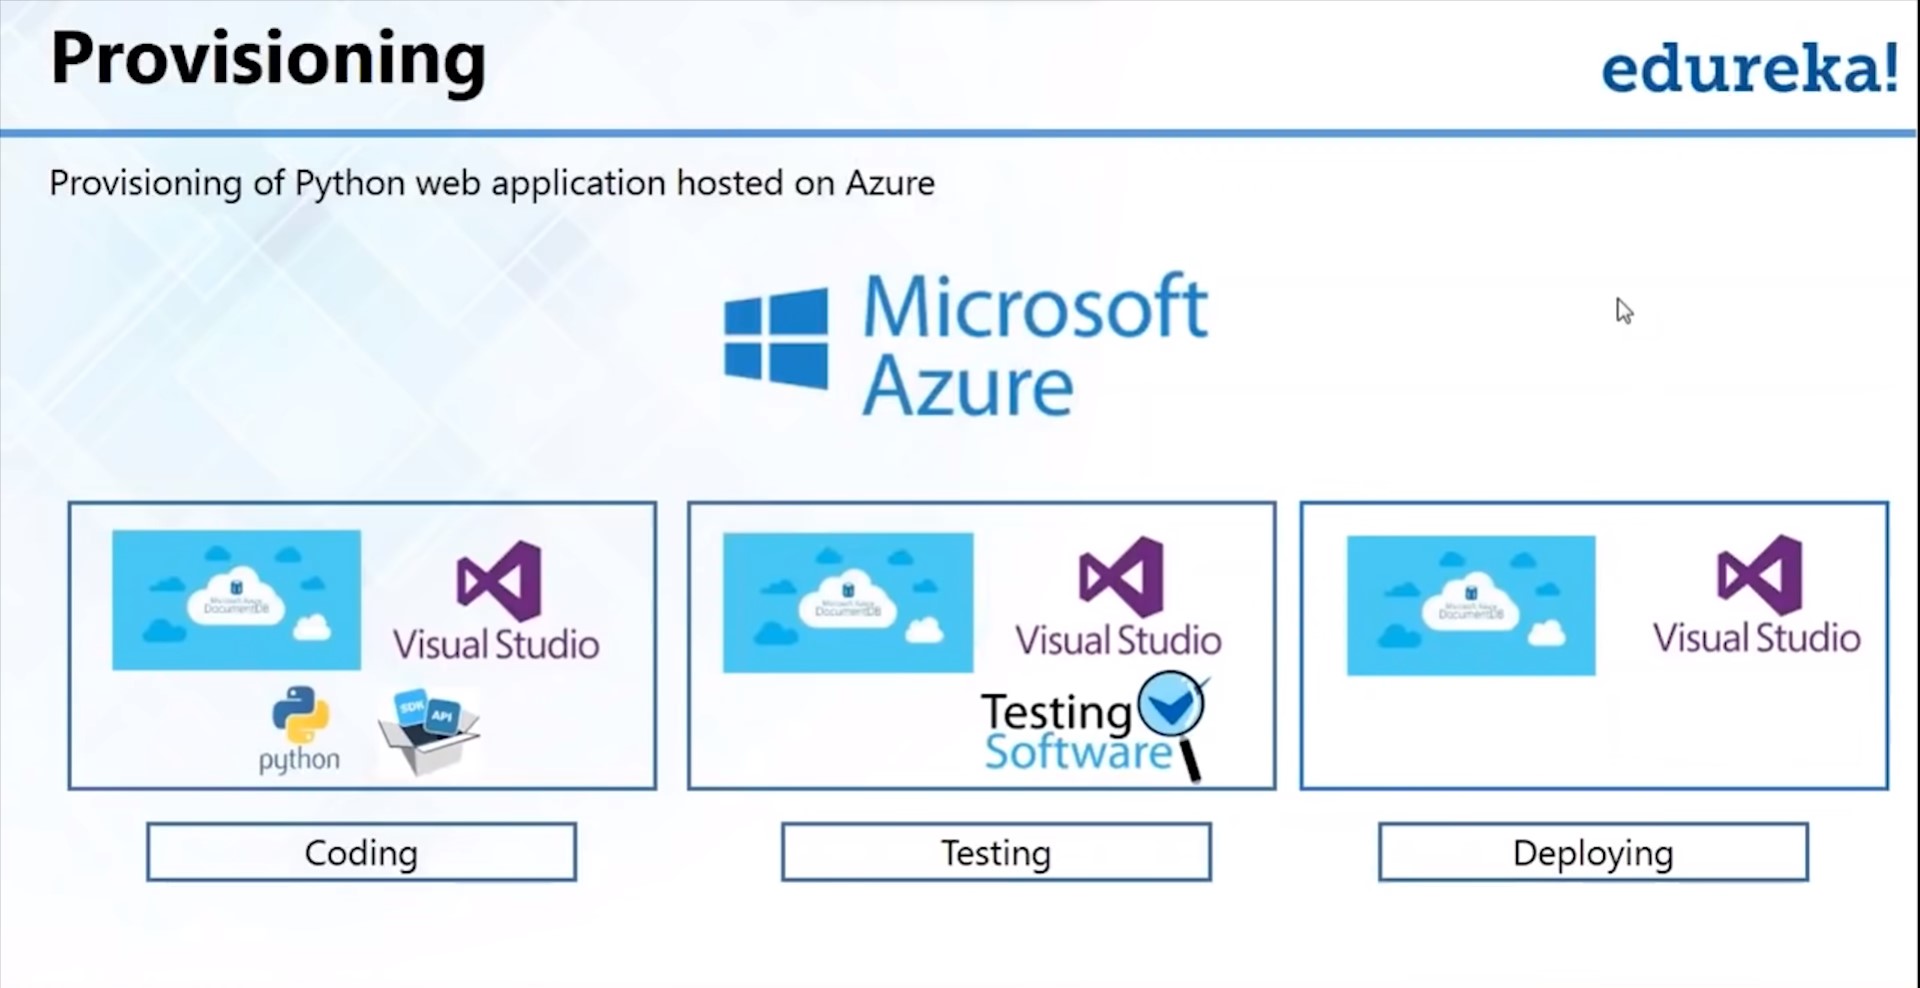 Provisioning
edureka!
Provisioning of Python web application hosted on Azure
Microsoft
Azure
Microsoft Azure
DocumentDB
Visual Studio
python
SDK
API
Microsoft Azure
DocumentDB
Visual Studio
Testing
Software
Microsoft Azure
DocumentDB
Visual Studio
Coding
Testing
Deploying